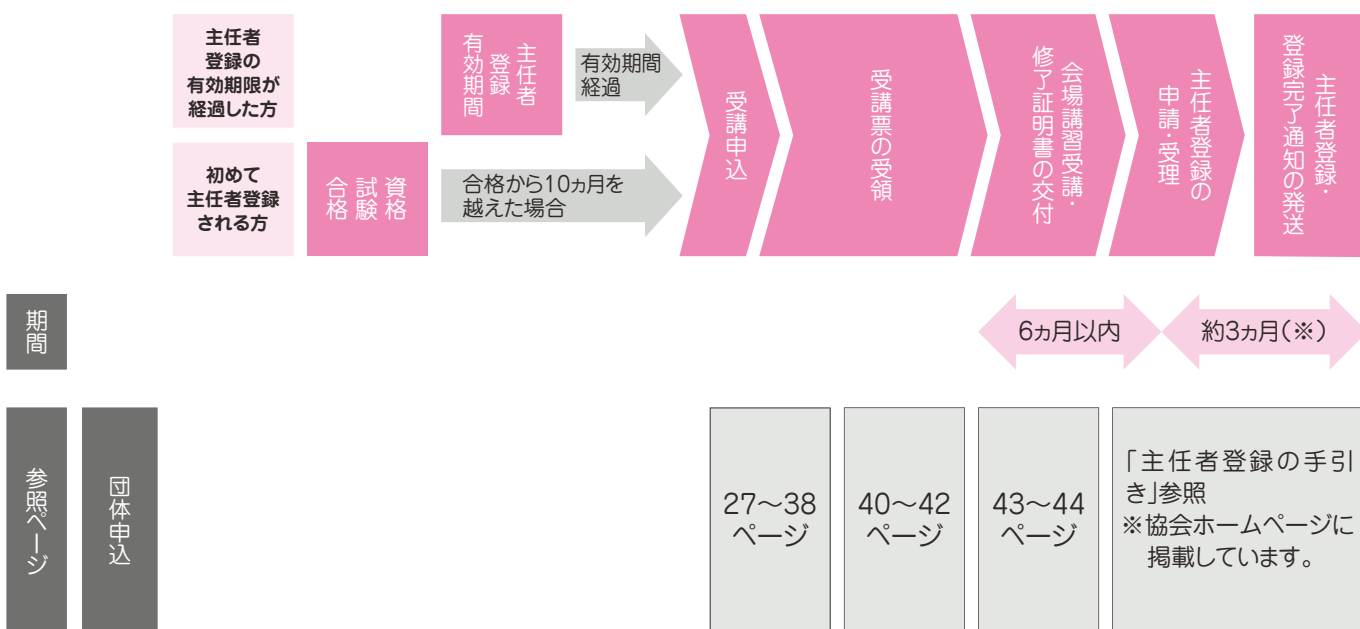 主任者
登録の
有効期限が
経過した方
主任者
登録
有効期間
有効期間
経過
初めて
主任者登録
される方
資格
試験
合格
合格から10ヵ月を
越えた場合
受講申込
受講票の受領
会場講習受講・
修了証明書の交付
主任者登録の
申請・受理
主任者登録・
登録完了通知の発送
期間
6ヵ月以内
約3ヵ月(※)
参照ページ
団体申込
27～38
ページ
40～42
ページ
43～44
ページ
「主任者登録の手引
き」参照
※協会ホームページに
掲載しています。